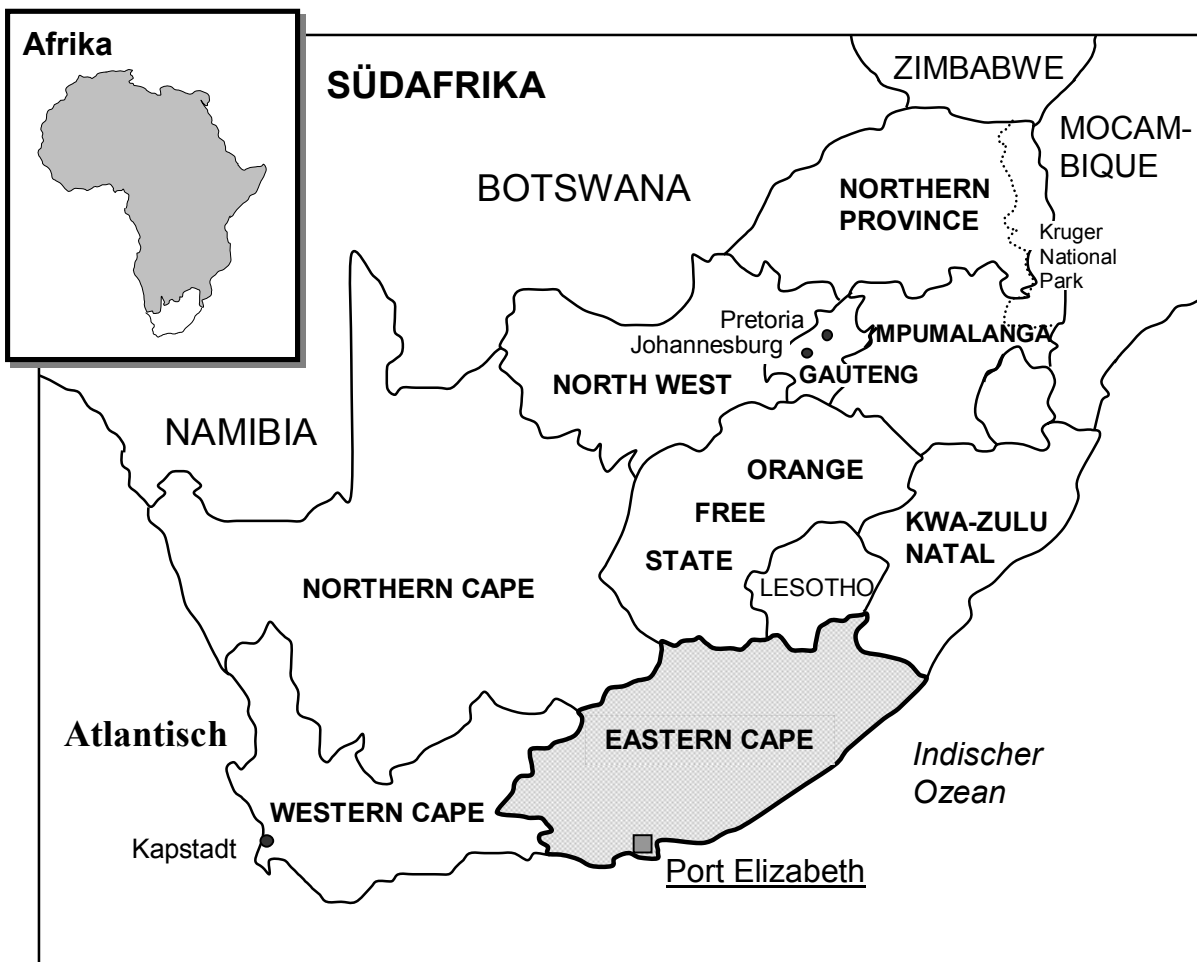 Afrika
SÜDAFRIKA
ZIMBABWE
MOCAM-
BIQUE
BOTSWANA
NORTHERN
PROVINCE
Kruger
National
Park
Pretoria
Johannesburg
MPUMALANGA
GAUTENG
NORTH WEST
NAMIBIA
ORANGE
FREE
STATE
KWA-ZULU
NATAL
LESOTHO
NORTHERN CAPE
Atlantisch
EASTERN CAPE
Indischer
Ozean
WESTERN CAPE
Kapstadt
Port Elizabeth